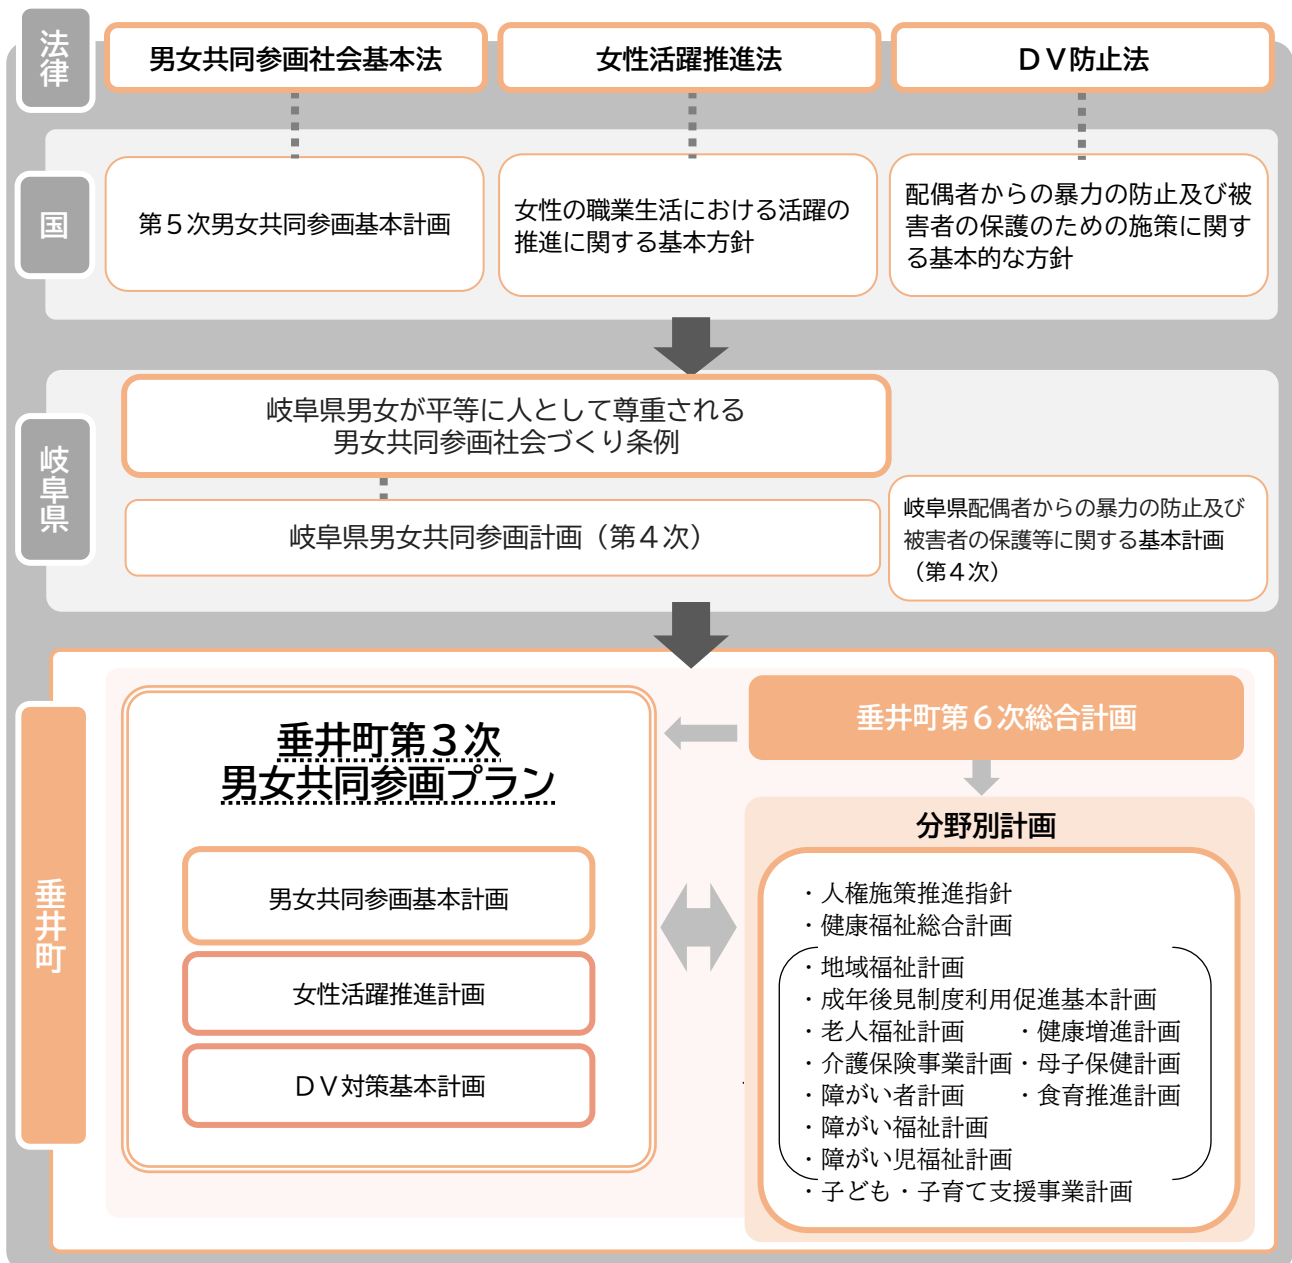 法律
男女共同参画社会基本法
女性活躍推進法
ＤＶ防止法
国
第５次男女共同参画基本計画
女性の職業生活における活躍の
推進に関する基本方針
配偶者からの暴力の防止及び被
害者の保護のための施策に関す
る基本的な方針
岐阜県
岐阜県男女が平等に人として尊重される
男女共同参画社会づくり条例
岐阜県男女共同参画計画（第４次）
岐阜県配偶者からの暴力の防止及び
被害者の保護等に関する基本計画
（第４次）
垂井町
垂井町第３次
男女共同参画プラン
男女共同参画基本計画
女性活躍推進計画
ＤＶ対策基本計画
垂井町第６次総合計画
分野別計画
・人権施策推進指針
・健康福祉総合計画
・地域福祉計画
・成年後見制度利用促進基本計画
・老人福祉計画　　・健康増進計画
・介護保険事業計画・母子保健計画
・障がい者計画　　・食育推進計画
・障がい福祉計画
・障がい児福祉計画
・子ども・子育て支援事業計画